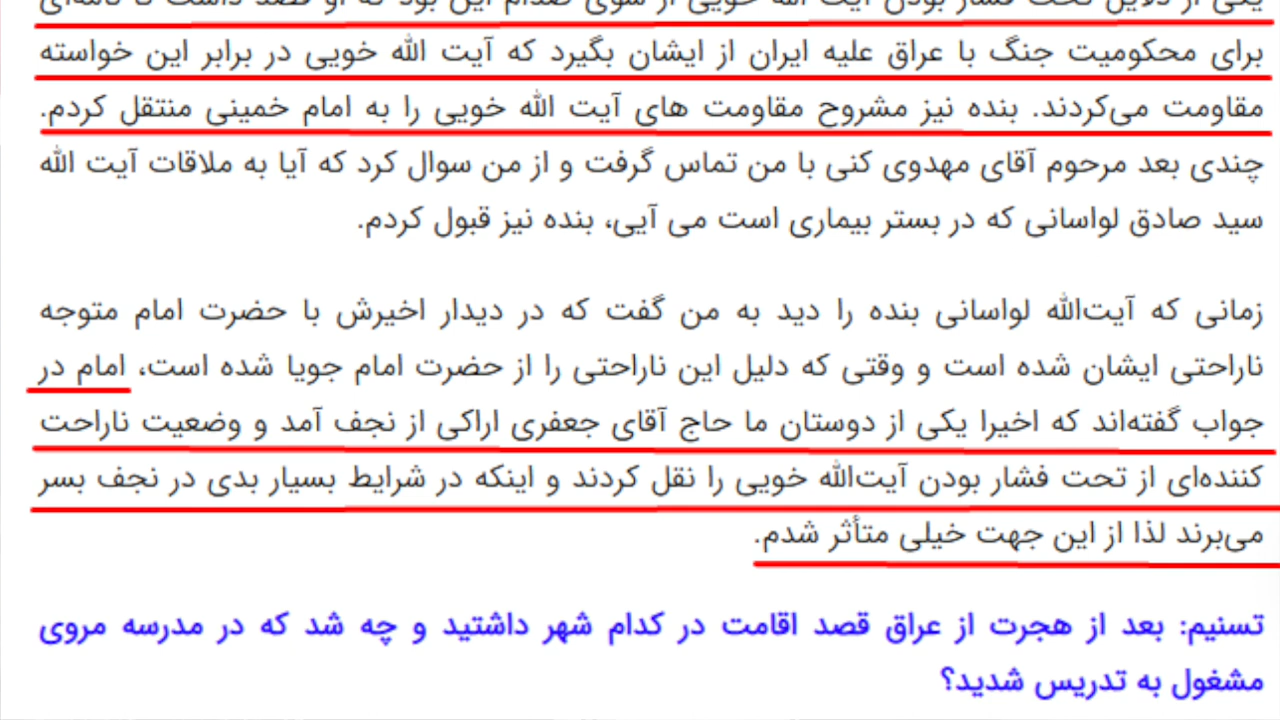 یکی از دلایل تحت فشار بودن آیت الله خویی از سوی صدام این بود که او قصد داشت تا نامه‌ای
برای محکومیت جنگ با عراق علیه ایران از ایشان بگیرد که آیت الله خویی در برابر این خواسته
مقاومت می‌کردند. بنده نیز مشروح مقاومت های آیت الله خویی را به امام خمینی منتقل کردم.
چندی بعد مرحوم آقای مهدوی کنی با من تماس گرفت و از من سوال کرد که آیا به ملاقات آیت الله
سید صادق لواسانی که در بستر بیماری است می آیی، بنده نیز قبول کردم.
زمانی که آیت‌الله لواسانی بنده را دید به من گفت که در دیدار اخیرش با حضرت امام متوجه
ناراحتی ایشان شده است و وقتی که دلیل این ناراحتی را از حضرت امام جویا شده است، امام در
جواب گفته‌اند که اخیرا یکی از دوستان ما حاج آقای جعفری اراکی از نجف آمد و وضعیت ناراحت
کننده‌ای از تحت فشار بودن آیت‌الله خویی را نقل کردند و اینکه در شرایط بسیار بدی در نجف بسر
می‌برند لذا از این جهت خیلی متأثر شدم.
تسنیم: بعد از هجرت از عراق قصد اقامت در کدام شهر داشتید و چه شد که در مدرسه مروی
مشغول به تدریس شدید؟